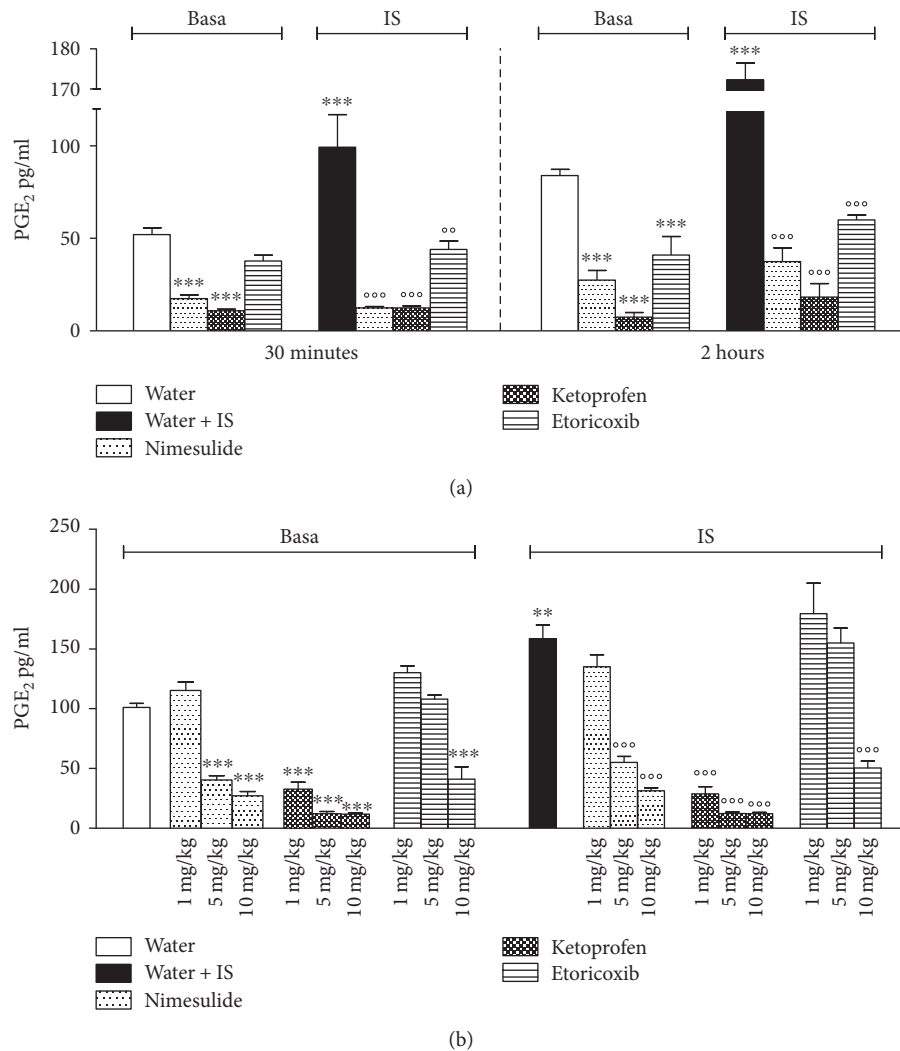 Basa IS Basa IS
180
170
100
50
0
PGE₂ pg/ml
*** ***
*** *** °°° °°° °° *** *** *** °°° °°° °°°
30 minutes 2 hours
Water
Water + IS
Nimesulide
Ketoprofen
Etoricoxib
(a)
250
200
150
100
50
0
PGE₂ pg/ml
Basa IS
*** *** *** *** *** *** ** °°° °°° °°° °°° °°° °°°
1 mg/kg 5 mg/kg 10 mg/kg 1 mg/kg 5 mg/kg 10 mg/kg 1 mg/kg 5 mg/kg 10 mg/kg 1 mg/kg 5 mg/kg 10 mg/kg 1 mg/kg 5 mg/kg 10 mg/kg 1 mg/kg 5 mg/kg 10 mg/kg
Water
Water + IS
Nimesulide
Ketoprofen
Etoricoxib
(b)